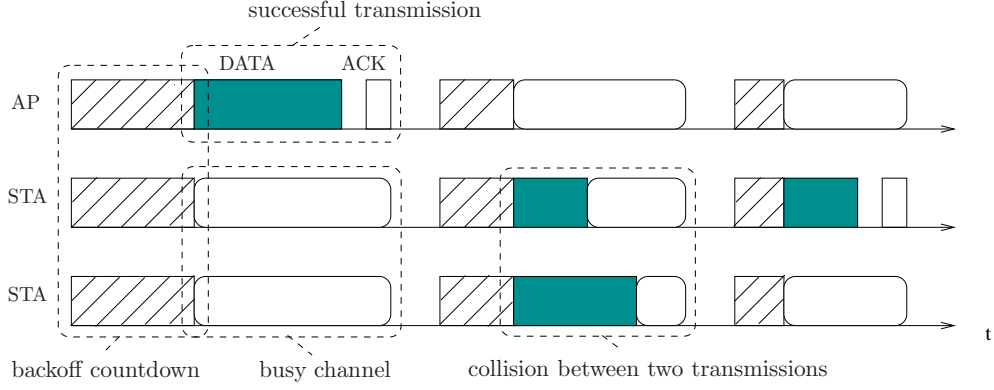 successful transmission
DATA ACK
AP
STA
STA
t
backoff countdown busy channel collision between two transmissions